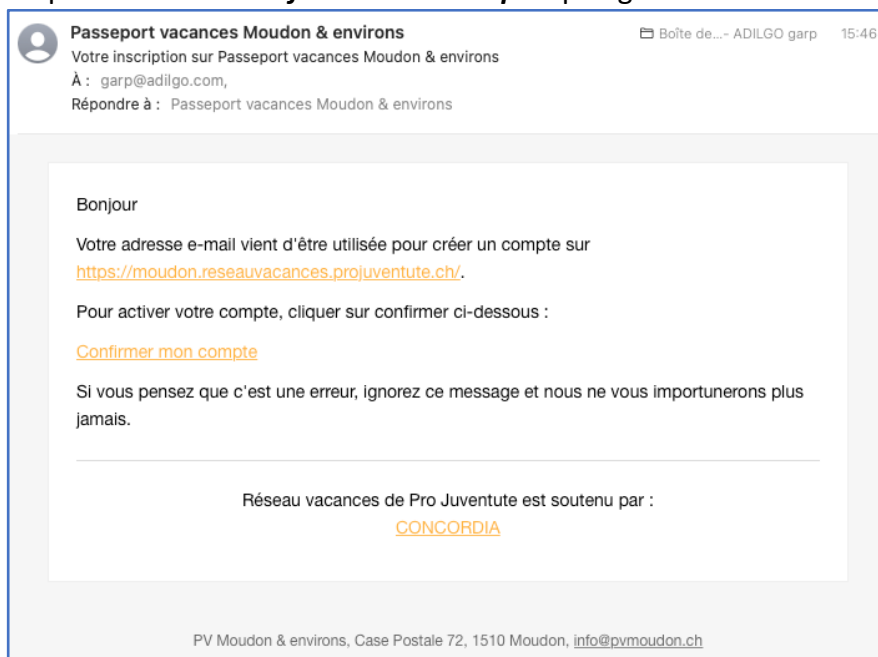 Passeport vacances Moudon & environs
Boîte de...- ADILGO garp 15:46
Votre inscription sur Passeport vacances Moudon & environs
À : garp@adilgo.com,
Répondre à : Passeport vacances Moudon & environs
Bonjour
Votre adresse e-mail vient d'être utilisée pour créer un compte sur
https://moudon.reseauvacances.projuventute.ch/.
Pour activer votre compte, cliquer sur confirmer ci-dessous :
Confirmer mon compte
Si vous pensez que c'est une erreur, ignorez ce message et nous ne vous importunerons plus
jamais.
Réseau vacances de Pro Juventute est soutenu par :
CONCORDIA
PV Moudon & environs, Case Postale 72, 1510 Moudon, info@pvmoudon.ch